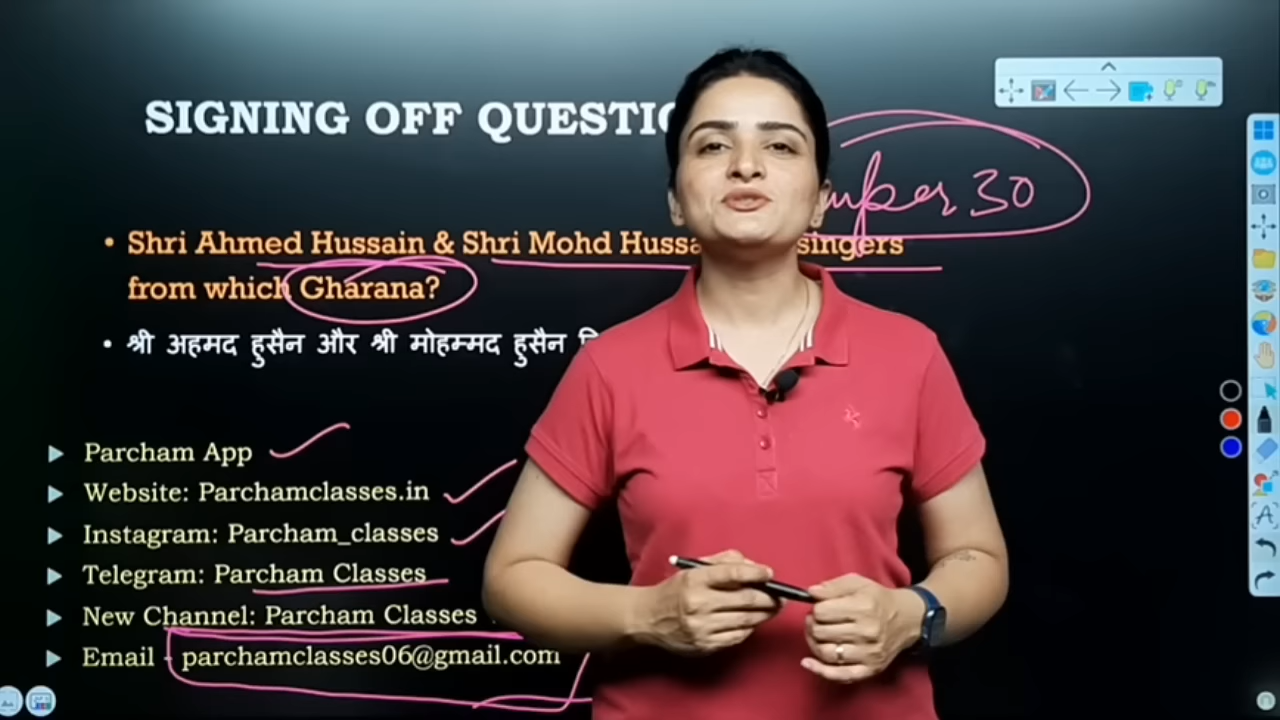 SIGNING OFF QUESTIO
30
• Shri Ahmed Hussain & Shri Mohd Hussa singers
from which Gharana?
• श्री अहमद हुसैन और श्री मोहम्मद हुसैन
Parcham App
Website: Parchamclasses.in
Instagram: Parcham_classes
Telegram: Parcham Classes
New Channel: Parcham Classes
Email - parchamclasses06@gmail.com